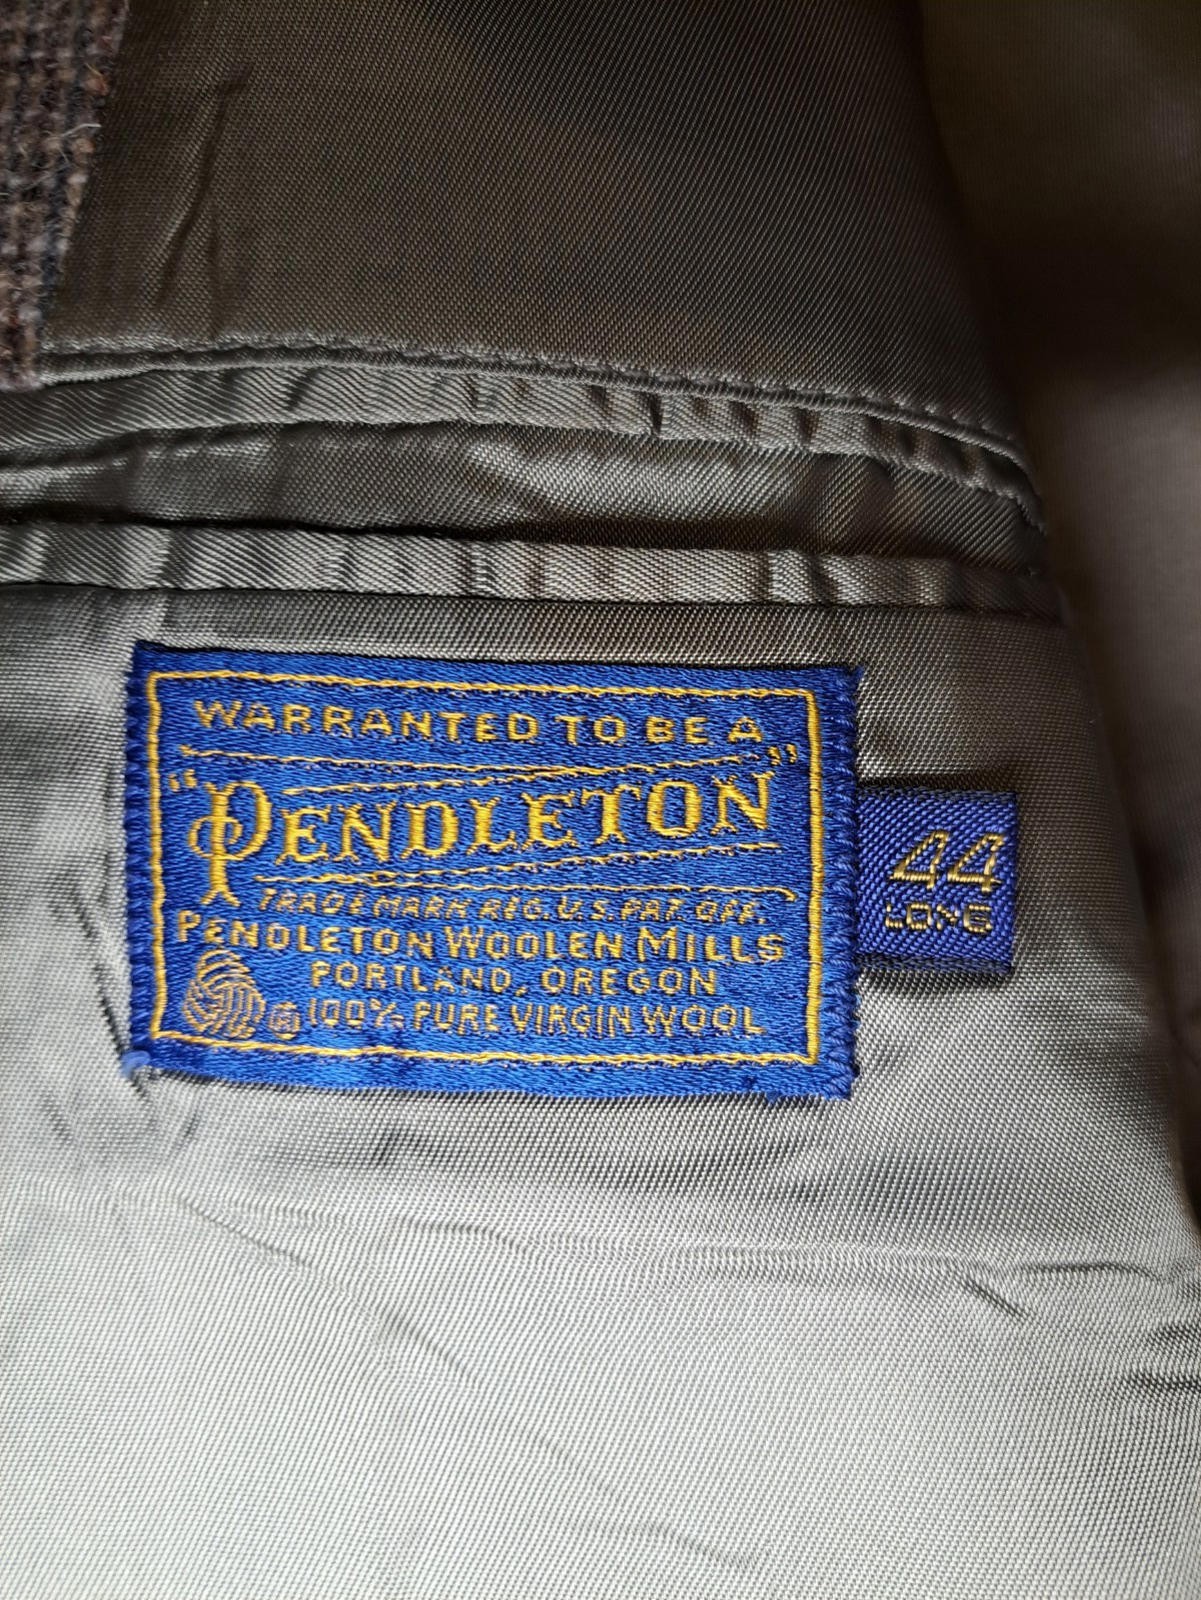 WARRANTED TO BE A
"PENDLETON"
TRADE MARK REG. U.S. PAT. OFF.
PENDLETON WOOLEN MILLS
PORTLAND, OREGON
® 100% PURE VIRGIN WOOL
44
LONG